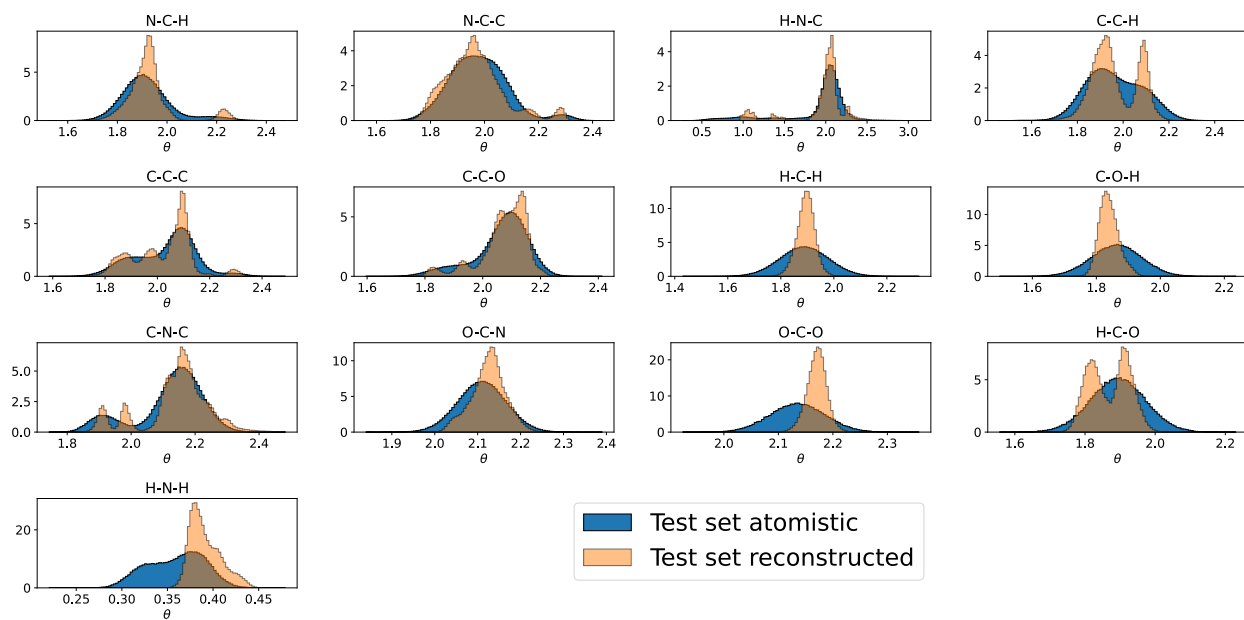 N-C-H
N-C-C
H-N-C
C-C-H
5
0
1.6 1.8 2.0 2.2 2.4
θ
4
2
0
1.6 1.8 2.0 2.2 2.4
θ
4
2
0
0.5 1.0 1.5 2.0 2.5 3.0
θ
4
2
0
1.6 1.8 2.0 2.2 2.4
θ
C-C-C
C-C-O
H-C-H
C-O-H
5
0
1.6 1.8 2.0 2.2 2.4
θ
5
0
1.6 1.8 2.0 2.2 2.4
θ
10
5
0
1.4 1.6 1.8 2.0 2.2
θ
10
5
0
1.6 1.8 2.0 2.2
θ
C-N-C
O-C-N
O-C-O
H-C-O
5.0
2.5
0.0
1.8 2.0 2.2 2.4
θ
10
5
0
1.9 2.0 2.1 2.2 2.3 2.4
θ
20
10
0
2.0 2.1 2.2 2.3
θ
5
0
1.6 1.8 2.0 2.2
θ
H-N-H
20
0
0.25 0.30 0.35 0.40 0.45
θ
Test set atomistic
Test set reconstructed